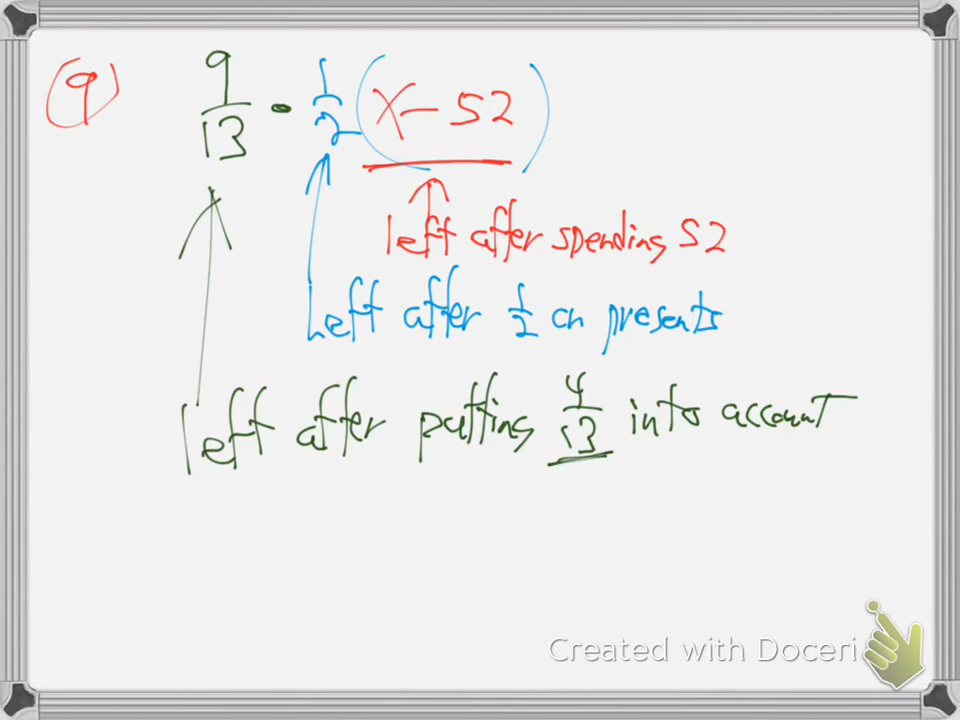 (9) 9/13 · 1/2 (x - 52)
left after spending 52
left after 1/2 on presents
left after putting 4/13 into account
Created with Doceri